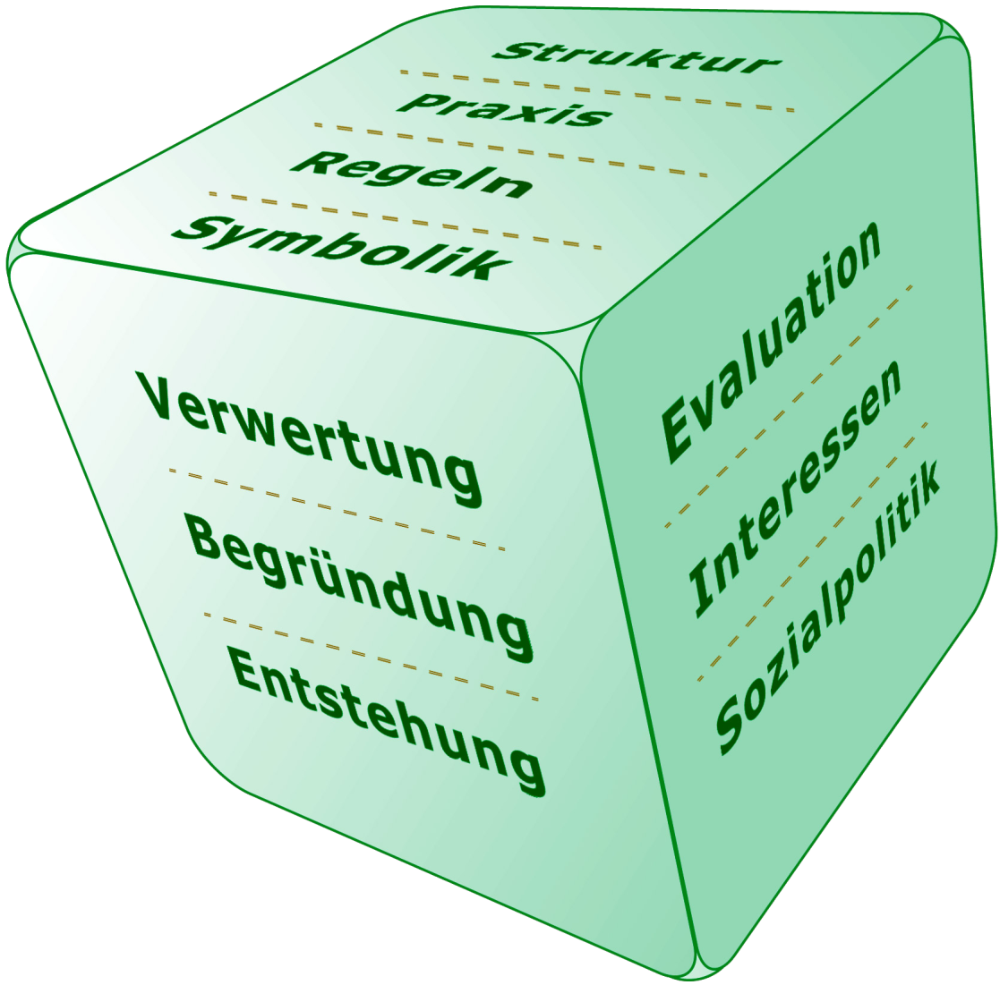 Struktur
Praxis
Regeln
Symbolik
Verwertung
Begründung
Entstehung
Evaluation
Interessen
Sozialpolitik